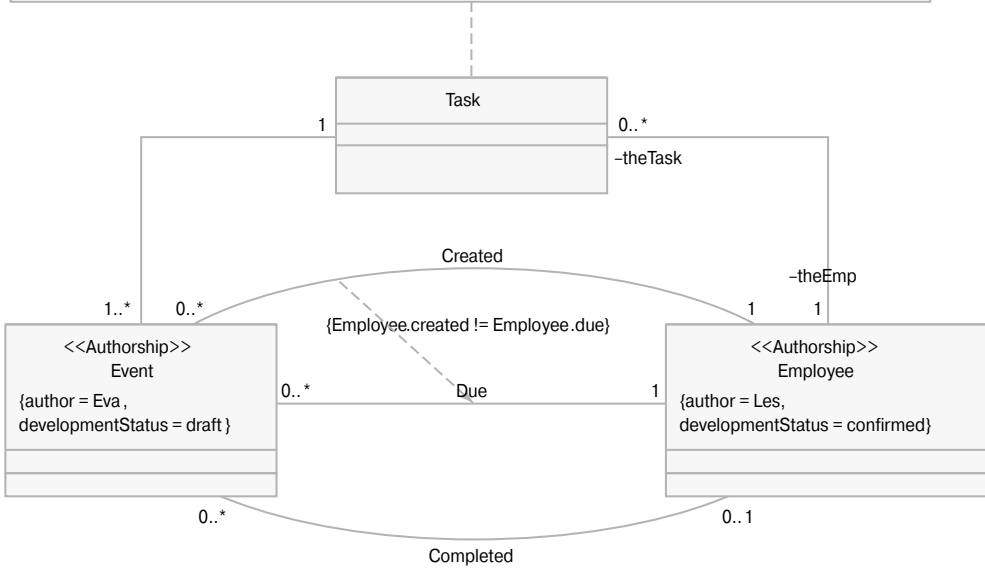 Task
1
0..*
–theTask
Created
–theEmp
1..*
0..*
1
1
{Employee.created != Employee.due}
<<Authorship>>
Event
{author = Eva,
developmentStatus = draft}
<<Authorship>>
Employee
{author = Les,
developmentStatus = confirmed}
0..*
Due
1
0..*
0..1
Completed